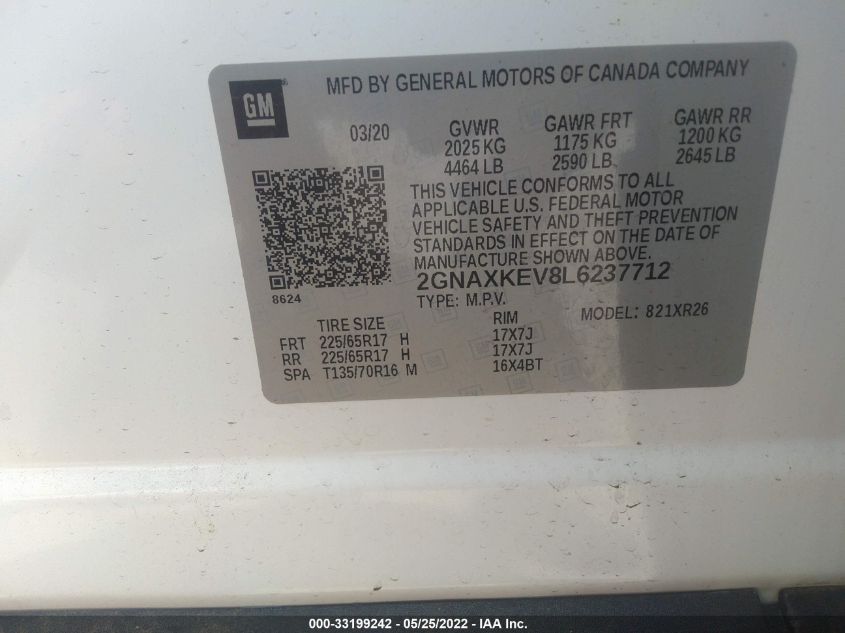 MFD BY GENERAL MOTORS OF CANADA COMPANY
GM
03/20 GVWR GAWR FRT GAWR RR
2025 KG 1175 KG 1200 KG
4464 LB 2590 LB 2645 LB
THIS VEHICLE CONFORMS TO ALL
APPLICABLE U.S. FEDERAL MOTOR
VEHICLE SAFETY AND THEFT PREVENTION
STANDARDS IN EFFECT ON THE DATE OF
MANUFACTURE SHOWN ABOVE.
8624 2GNAXKEV8L6237712
TYPE: M.P.V. MODEL: 821XR26
TIRE SIZE RIM
FRT 225/65R17 H 17X7J
RR 225/65R17 H 17X7J
SPA T135/70R16 M 16X4BT
000-33199242 - 05/25/2022 - IAA Inc.